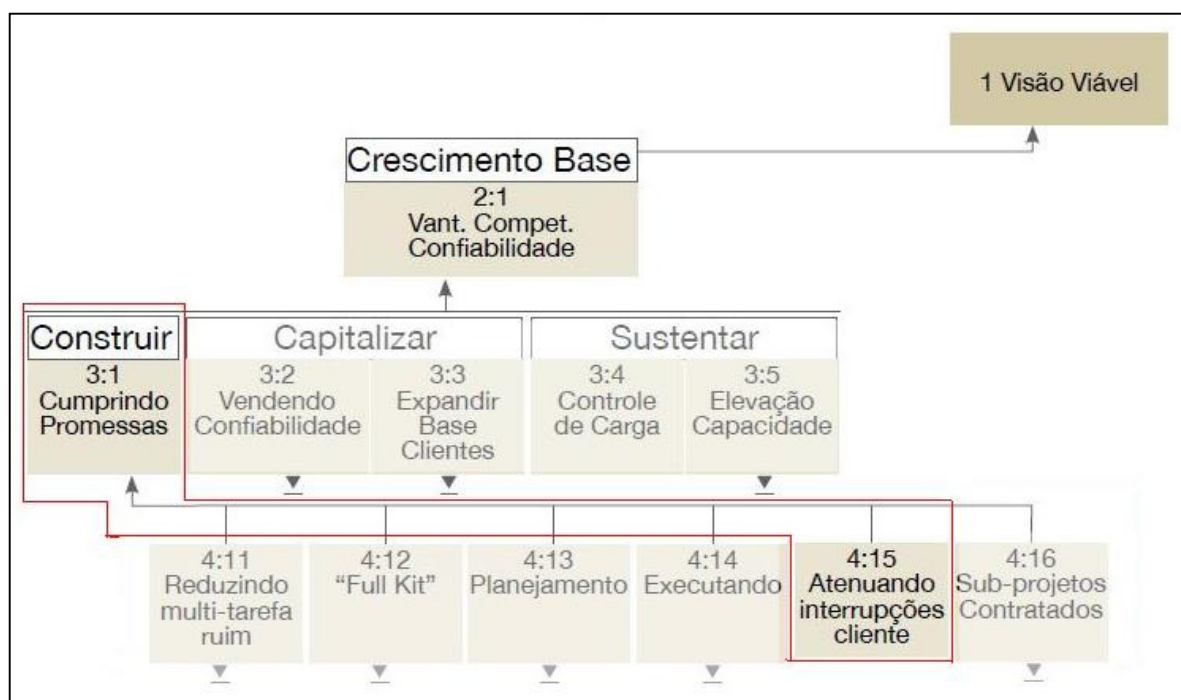 1 Visão Viável
Crescimento Base
2:1
Vant. Compet.
Confiabilidade
Construir
3:1
Cumprindo
Promessas
Capitalizar
3:2
Vendendo
Confiabilidade
3:3
Expandir
Base
Clientes
Sustentar
3:4
Controle
de Carga
3:5
Elevação
Capacidade
4:11
Reduzindo
multi-tarefa
ruim
4:12
“Full Kit”
4:13
Planejamento
4:14
Executando
4:15
Atenuando
interrupções
cliente
4:16
Sub-projetos
Contratados